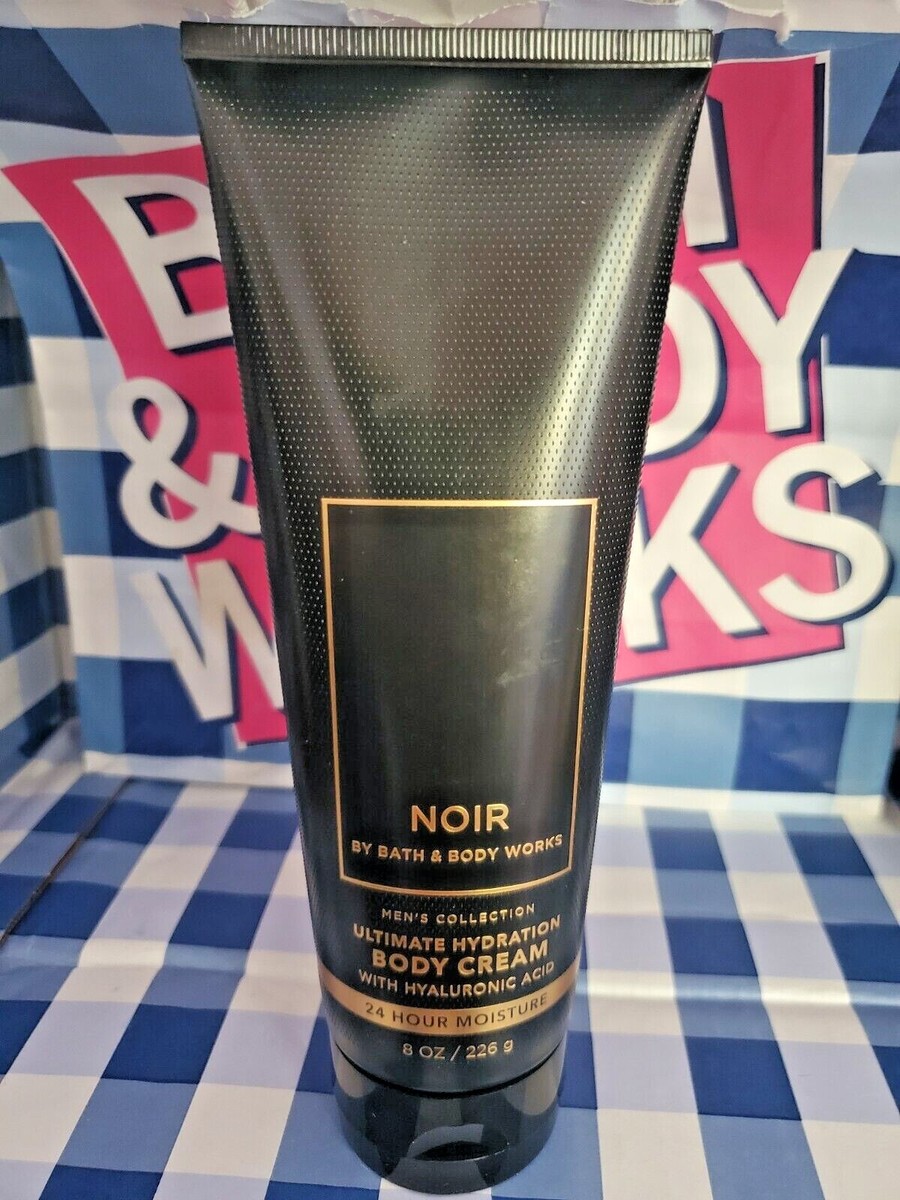 NOIR
BY BATH & BODY WORKS
MEN'S COLLECTION
ULTIMATE HYDRATION
BODY CREAM
WITH HYALURONIC ACID
24 HOUR MOISTURE
8 OZ / 226 g
&